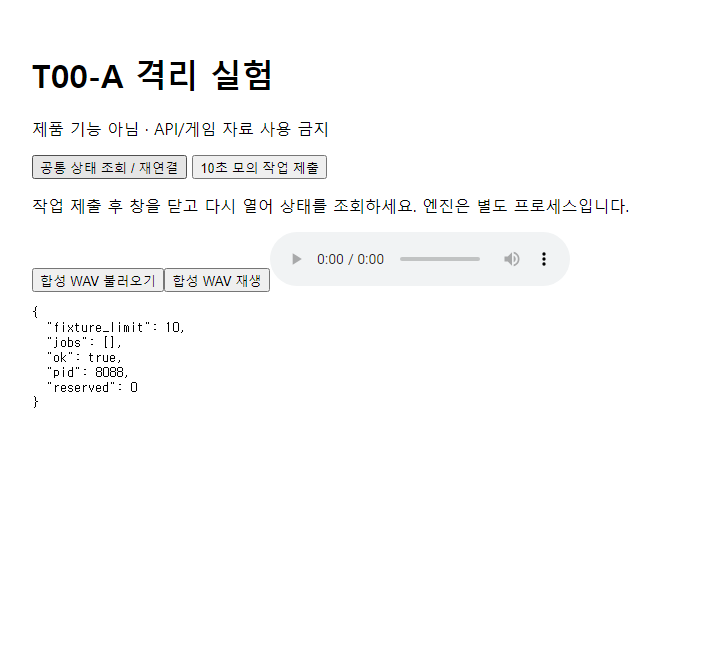 T00-A 격리 실험
제품 기능 아님 · API/게임 자료 사용 금지
공통 상태 조회 / 재연결 10초 모의 작업 제출
작업 제출 후 창을 닫고 다시 열어 상태를 조회하세요. 엔진은 별도 프로세스입니다.
합성 WAV 불러오기 합성 WAV 재생 0:00 / 0:00
{
"fixture_limit": 10,
"jobs": [],
"ok": true,
"pid": 8088,
"reserved": 0
}